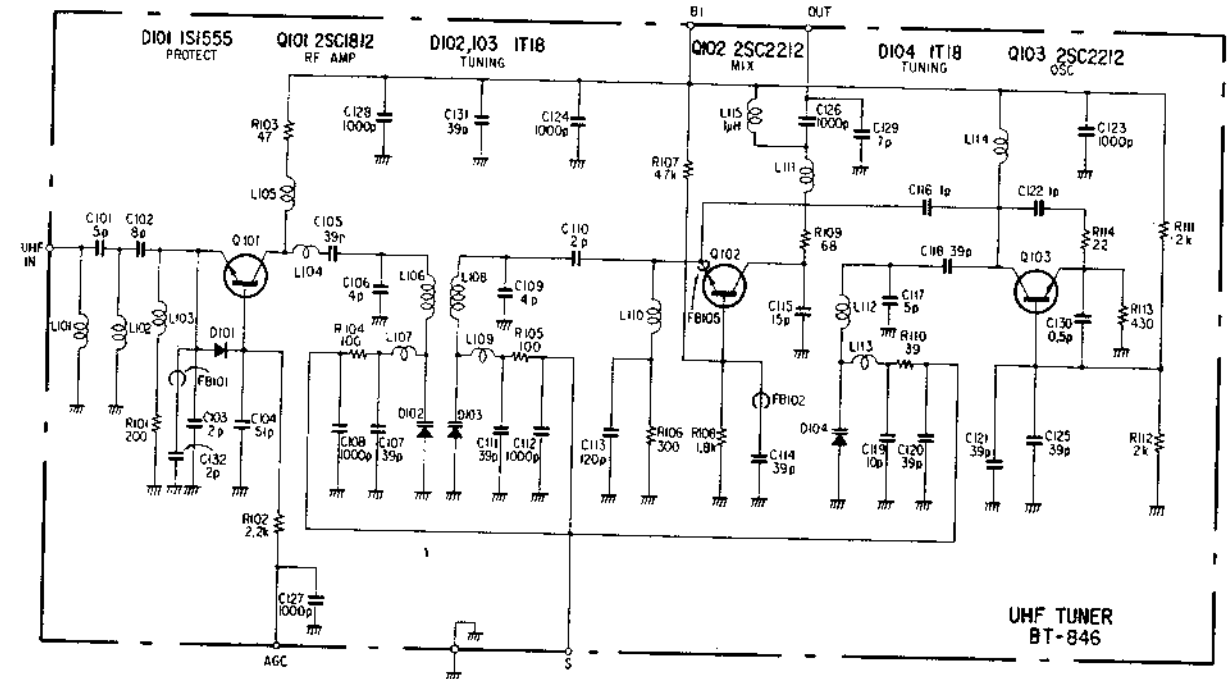 B1
OUT
D101 1S1555
PROTECT
Q101 2SC1812
RF AMP
D102,103 1T18
TUNING
Q102 2SC2212
MIX
D104 1T18
TUNING
Q103 2SC2212
OSC
R103
47
C128
1000p
C131
39p
C124
1000p
L115
1μH
C126
1000p
C129
7p
L114
C123
1000p
L105
R107
4.7k
L111
C116 1p
C122 1p
UHF
IN
C101
5p
C102
8p
Q101
C105
39p
L104
C110
2p
R109
68
R114
22
R111
C118 39p
Q103
Q102
L101
L102
L103
D101
C106
4p
L106
L108
C109
4p
L110
FB105
C115
15p
L112
C117
5p
C130
0,5p
R113
430
R104
100
L107
L109
R105
100
L113
R110
39
FB101
R101
200
C103
2p
C132
2p
C104
51p
D102
D103
C108
1000p
C107
39p
C111
39p
C112
1000p
C113
120p
R106
300
R108
1,8k
FB102
C114
39p
D104
C119
10p
C120
39p
C121
39p
C125
39p
R112
2k
R102
2,2k
C127
1000p
AGC
S
UHF TUNER
BT-846